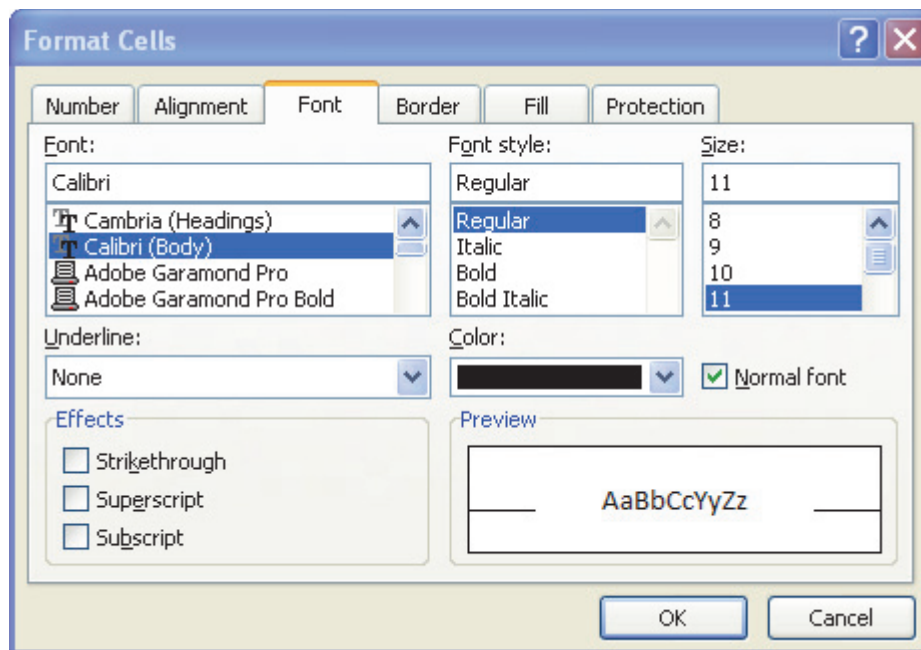 Format Cells
Number Alignment Font Border Fill Protection
Font: Font style: Size:
Calibri Regular 11
Cambria (Headings) Regular 8
Calibri (Body) Italic 9
Adobe Garamond Pro Bold 10
Adobe Garamond Pro Bold Bold Italic 11
Underline: Color:
None Normal font
Effects Preview
Strikethrough
Superscript AaBbCcYyZz
Subscript
OK Cancel